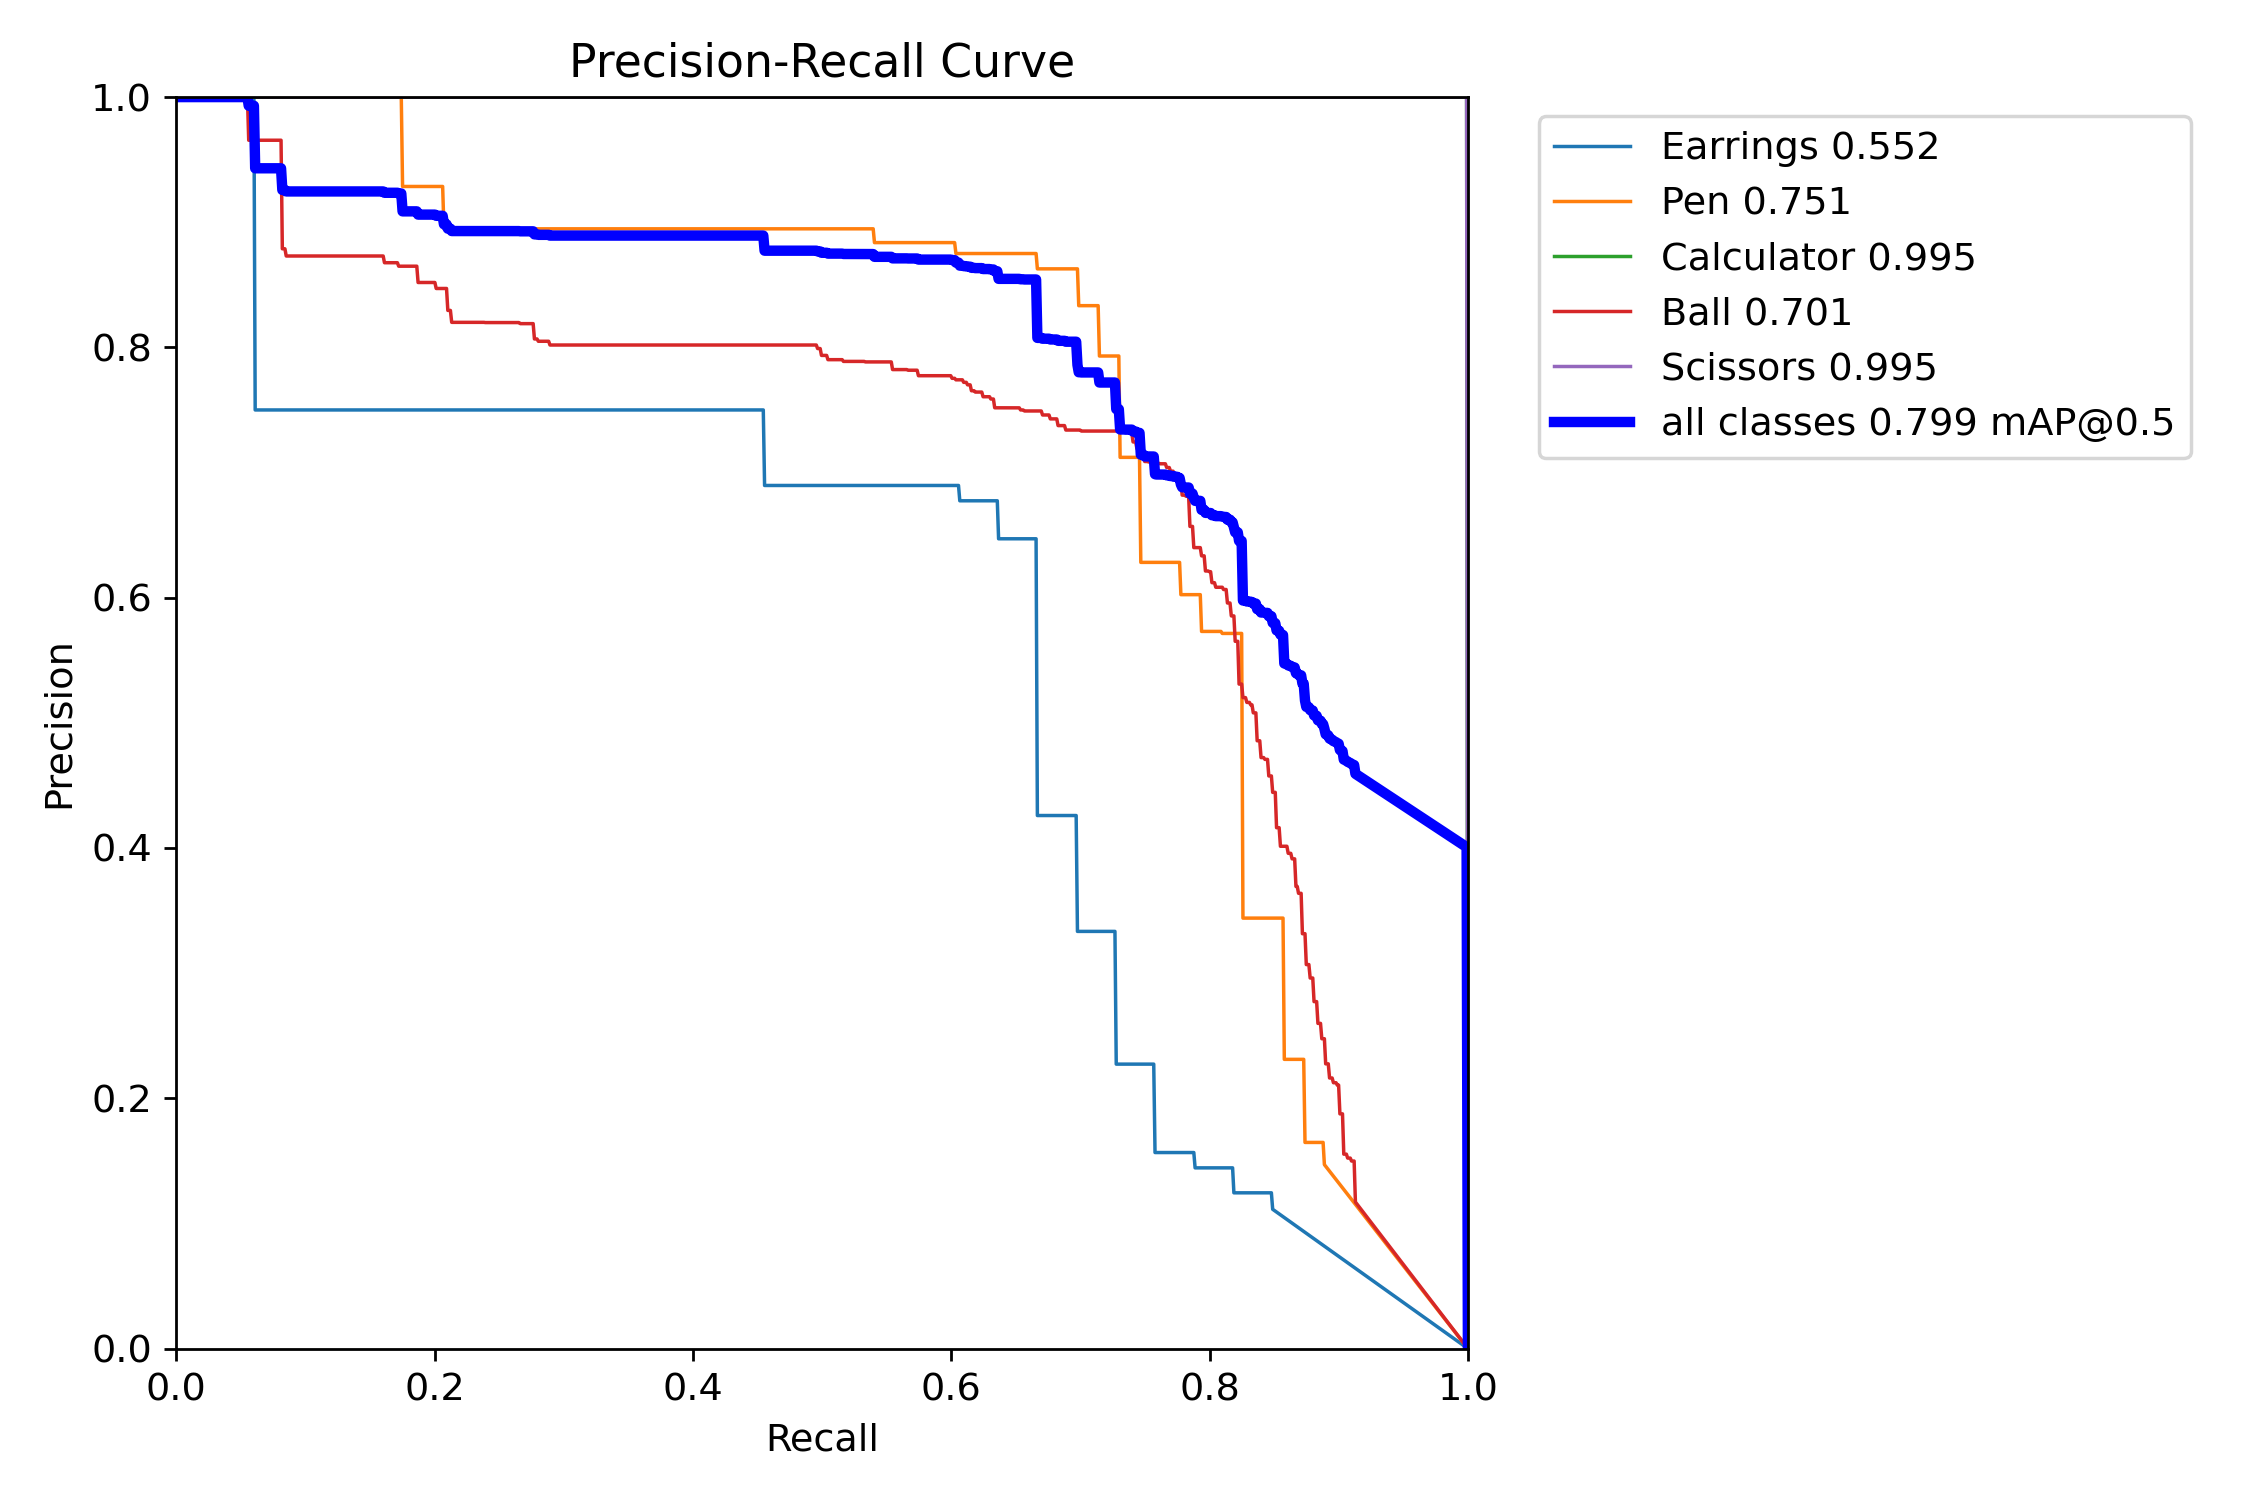 Precision-Recall Curve
1.0
0.8
0.6
0.4
0.2
0.0
Precision
0.0 0.2 0.4 0.6 0.8 1.0
Recall
Earrings 0.552
Pen 0.751
Calculator 0.995
Ball 0.701
Scissors 0.995
all classes 0.799 mAP@0.5